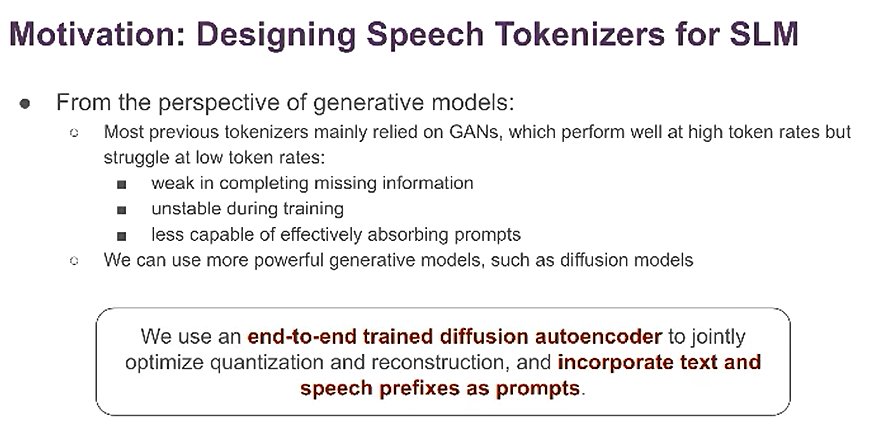 Motivation: Designing Speech Tokenizers for SLM
● From the perspective of generative models:
○ Most previous tokenizers mainly relied on GANs, which perform well at high token rates but
struggle at low token rates:
■ weak in completing missing information
■ unstable during training
■ less capable of effectively absorbing prompts
○ We can use more powerful generative models, such as diffusion models
We use an end-to-end trained diffusion autoencoder to jointly
optimize quantization and reconstruction, and incorporate text and
speech prefixes as prompts.